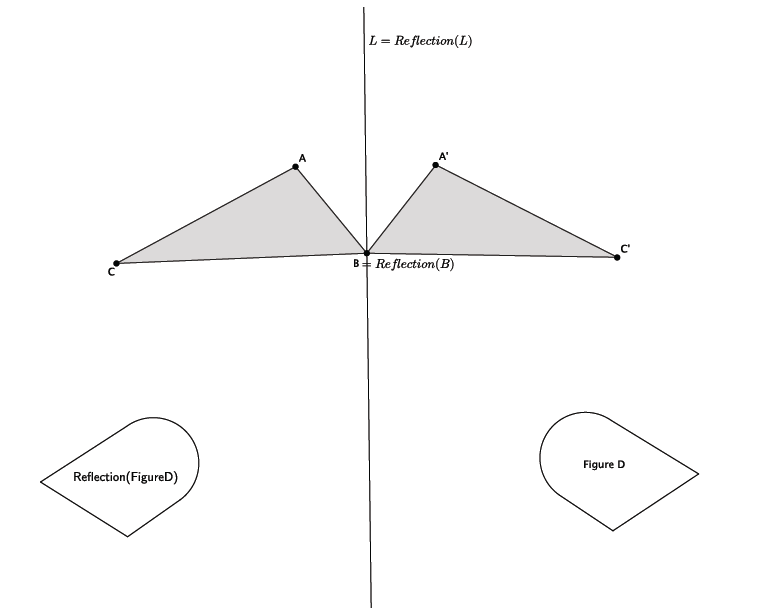 L = Reflection(L)
A
A'
C'
B = Reflection(B)
C
Figure D
Reflection(FigureD)